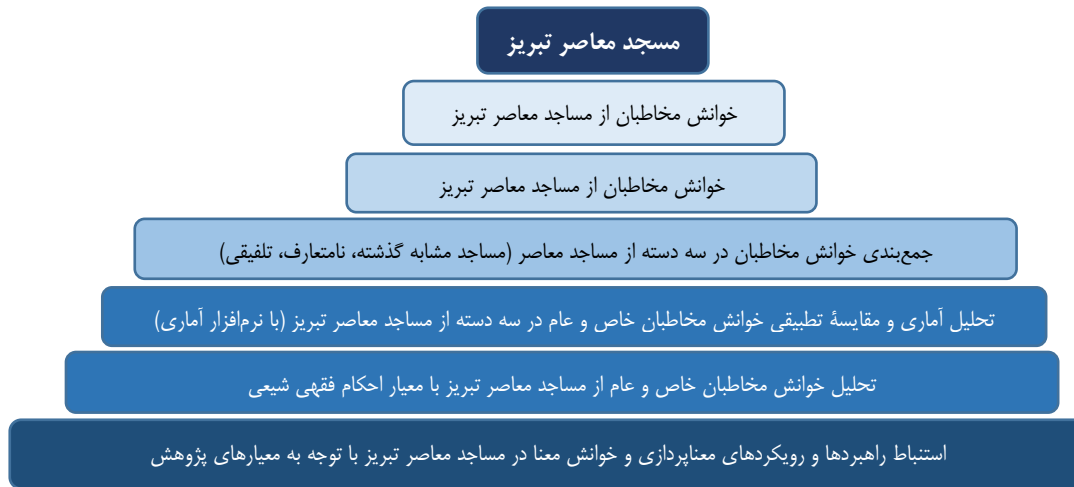 مسجد معاصر تبریز
خوانش مخاطبان از مساجد معاصر تبریز
خوانش مخاطبان از مساجد معاصر تبریز
جمع‌بندی خوانش مخاطبان در سه دسته از مساجد معاصر (مساجد مشابه گذشته، نامتعارف، تلفیقی)
تحلیل آماری و مقایسهٔ تطبیقی خوانش مخاطبان خاص و عام در سه دسته از مساجد معاصر تبریز (با نرم‌افزار آماری)
تحلیل خوانش مخاطبان خاص و عام از مساجد معاصر تبریز با معیار احکام فقهی شیعی
استنباط راهبردها و رویکردهای معناپردازی و خوانش معنا در مساجد معاصر تبریز با توجه به معیارهای پژوهش